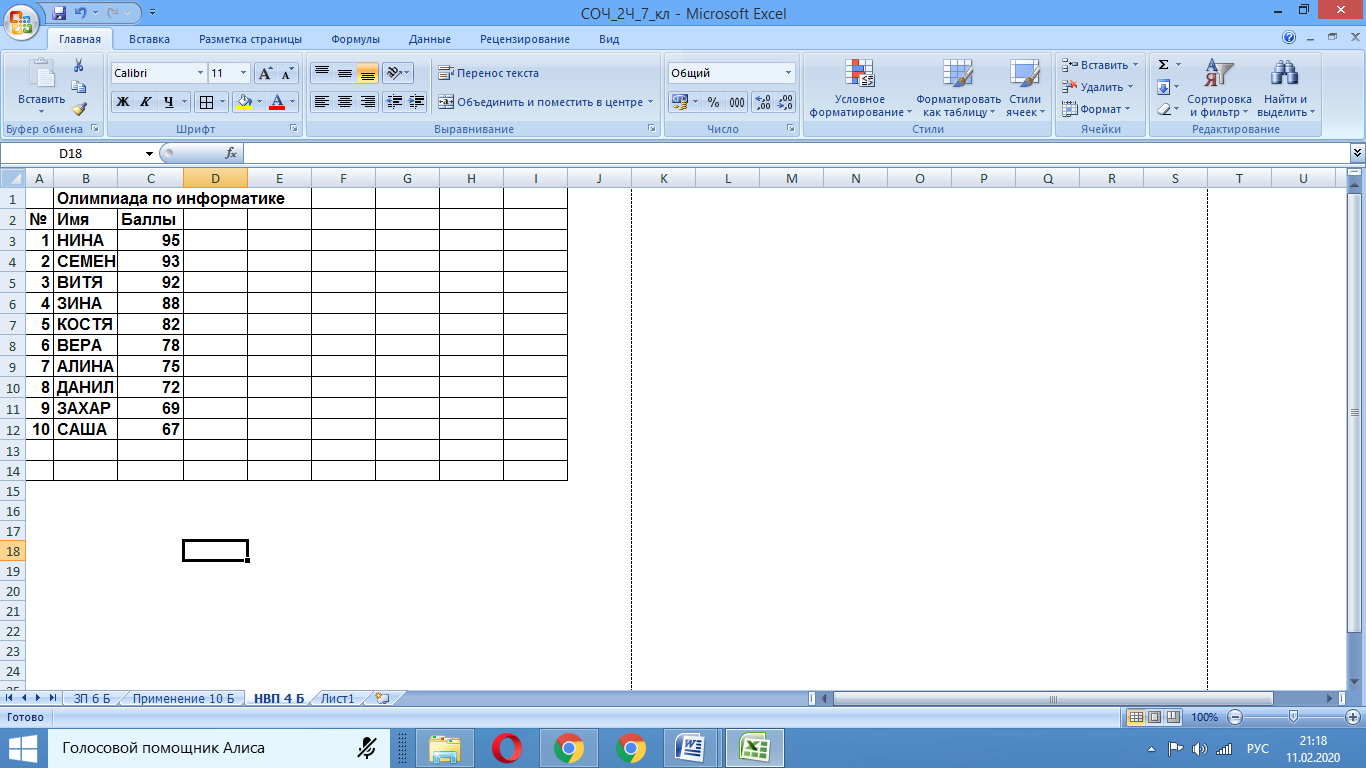 СОЧ_2Ч_7_кл - Microsoft Excel
Главная Вставка Разметка страницы Формулы Данные Рецензирование Вид
Вставить
Буфер обмена
Calibri 11
Ж К Ч
Шрифт
Перенос текста
Объединить и поместить в центре
Выравнивание
Общий
% 000
Число
Условное форматирование
Форматировать как таблицу
Стили ячеек
Стили
Вставить
Удалить
Формат
Ячейки
Σ
Сортировка и фильтр
Найти и выделить
Редактирование
D18 fx
A B C D E F G H I J K L M N O P Q R S T U
1 Олимпиада по информатике
2 № Имя Баллы
3 1 НИНА 95
4 2 СЕМЕН 93
5 3 ВИТЯ 92
6 4 ЗИНА 88
7 5 КОСТЯ 82
8 6 ВЕРА 78
9 7 АЛИНА 75
10 8 ДАНИЛ 72
11 9 ЗАХАР 69
12 10 САША 67
13
14
15
16
17
18
19
20
21
22
23
24
ЗП 6 Б Применение 10 Б НВП 4 Б Лист1
Готово 100%
Голосовой помощник Алиса РУС 21:18
11.02.2020